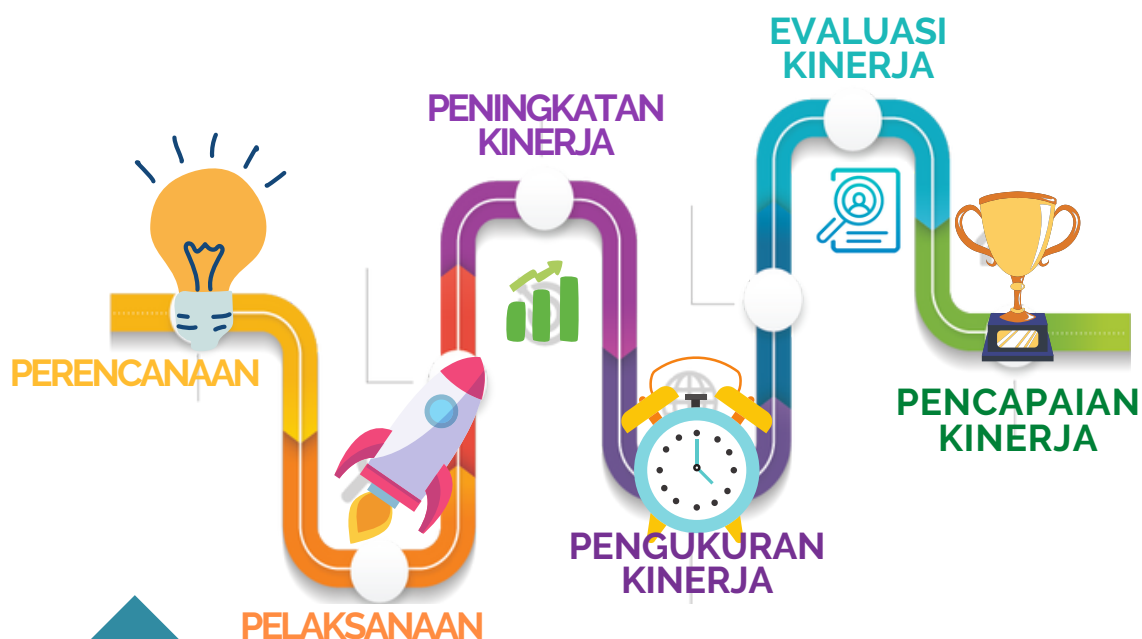 PERENCANAAN
PELAKSANAAN
PENINGKATAN
KINERJA
PENGUKURAN
KINERJA
EVALUASI
KINERJA
PENCAPAIAN
KINERJA